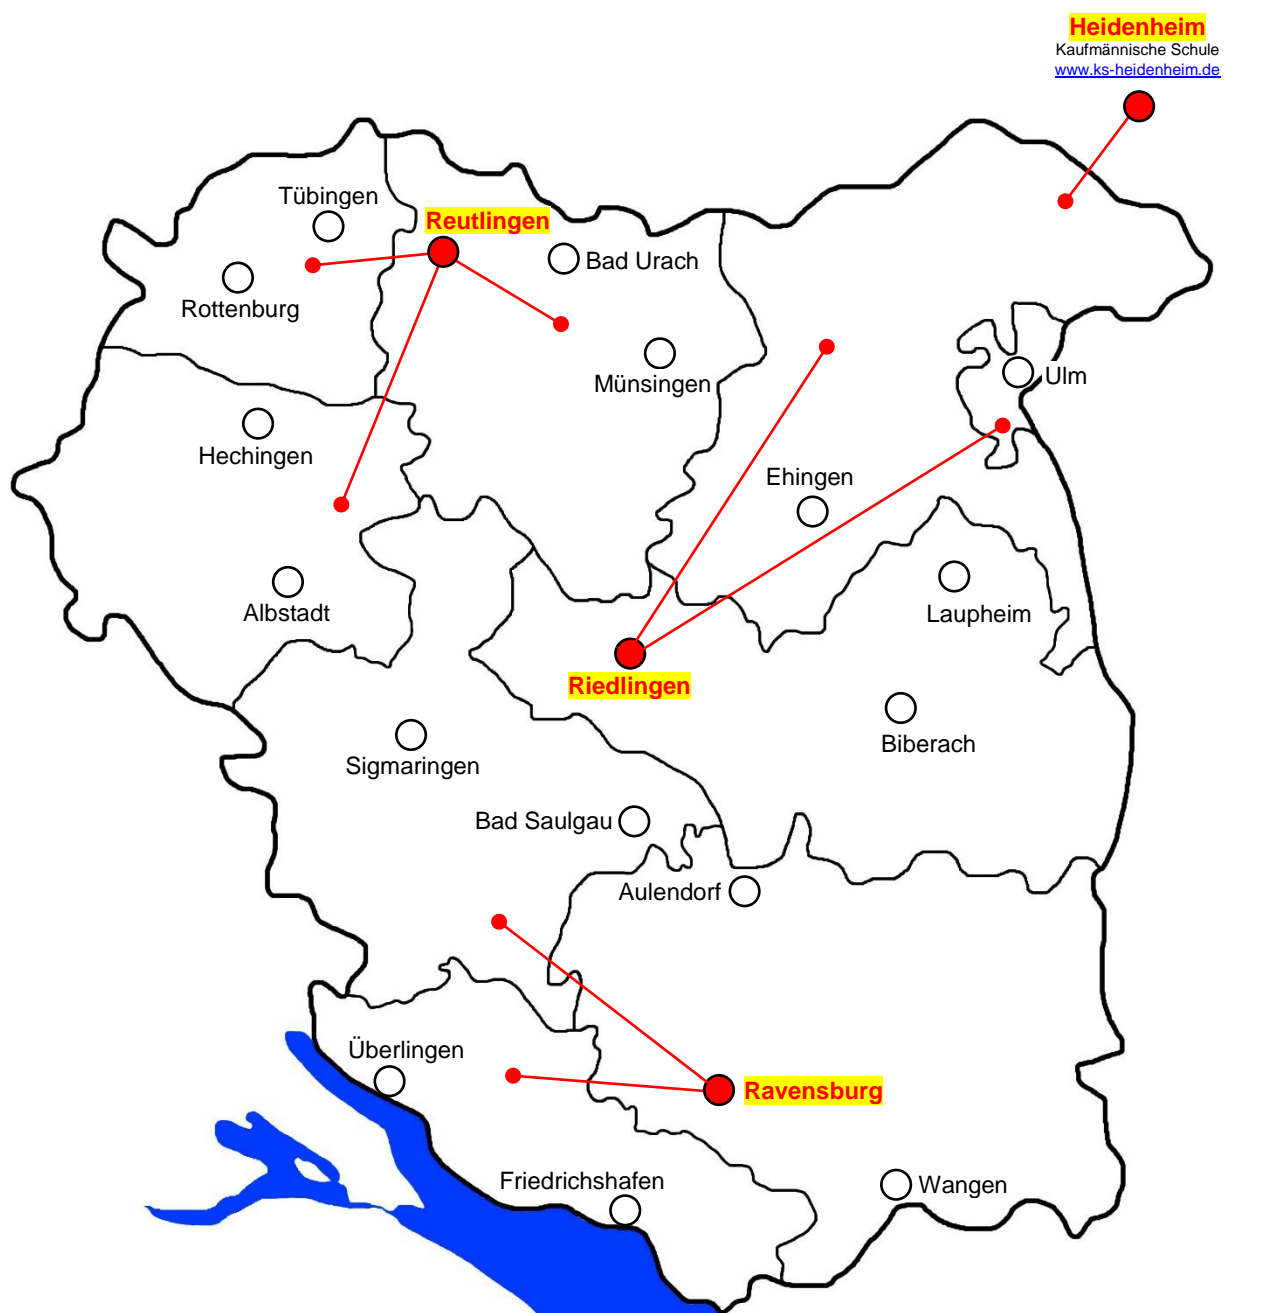 Heidenheim
Kaufmännische Schule
www.ks-heidenheim.de
Tübingen
Reutlingen
Bad Urach
Rottenburg
Münsingen
Ulm
Hechingen
Ehingen
Albstadt
Laupheim
Riedlingen
Biberach
Sigmaringen
Bad Saulgau
Aulendorf
Überlingen
Ravensburg
Friedrichshafen
Wangen